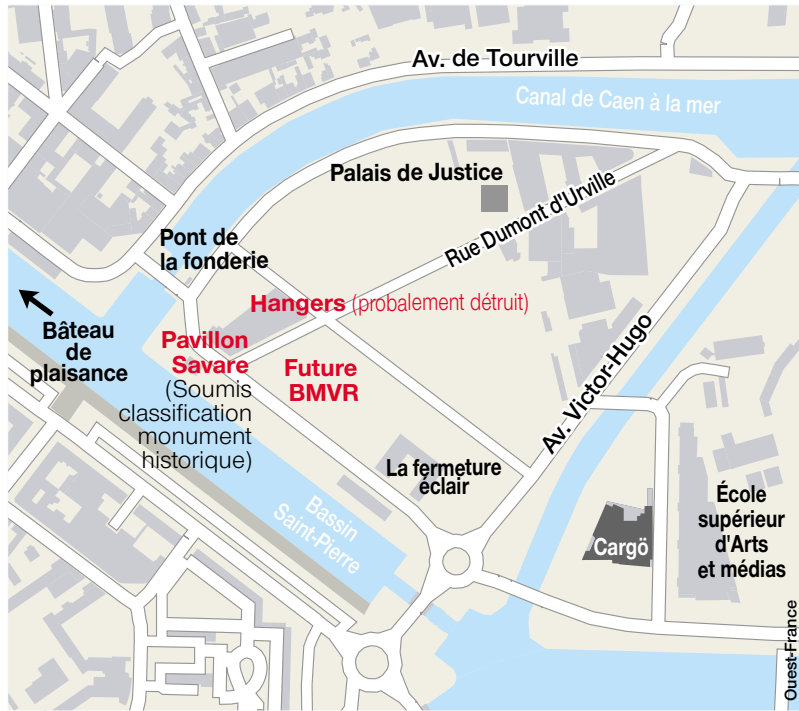 Av. de Tourville
Canal de Caen à la mer
Palais de Justice
Rue Dumont d'Urville
Pont de
la fonderie
Hangers (probalement détruit)
Bâteau
de
plaisance
Pavillon
Savare
(Soumis
classification
monument
historique)
Future
BMVR
Av. Victor-Hugo
La fermeture
éclair
Bassin
Saint-Pierre
Cargö
École
supérieur
d'Arts
et médias
Ouest-France